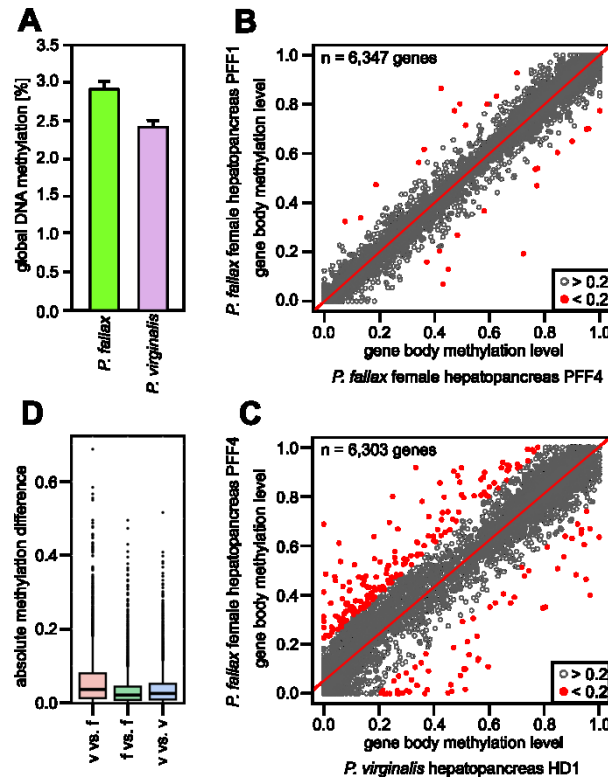 A
global DNA methylation [%]
3.5
3.0
2.5
2.0
1.5
1.0
0.5
0.0
P. fallax
P. virginalis
B
P. fallax female hepatopancreas PFF1
gene body methylation level
n = 6,347 genes
1.0
0.8
0.6
0.4
0.2
0.0
> 0.2
< 0.2
0.0 0.2 0.4 0.6 0.8 1.0
gene body methylation level
P. fallax female hepatopancreas PFF4
D
absolute methylation difference
0.6
0.4
0.2
0.0
v vs. f
f vs. f
v vs. v
C
P. fallax female hepatopancreas PFF4
gene body methylation level
n = 6,303 genes
1.0
0.8
0.6
0.4
0.2
0.0
> 0.2
< 0.2
0.0 0.2 0.4 0.6 0.8 1.0
gene body methylation level
P. virginalis hepatopancreas HD1